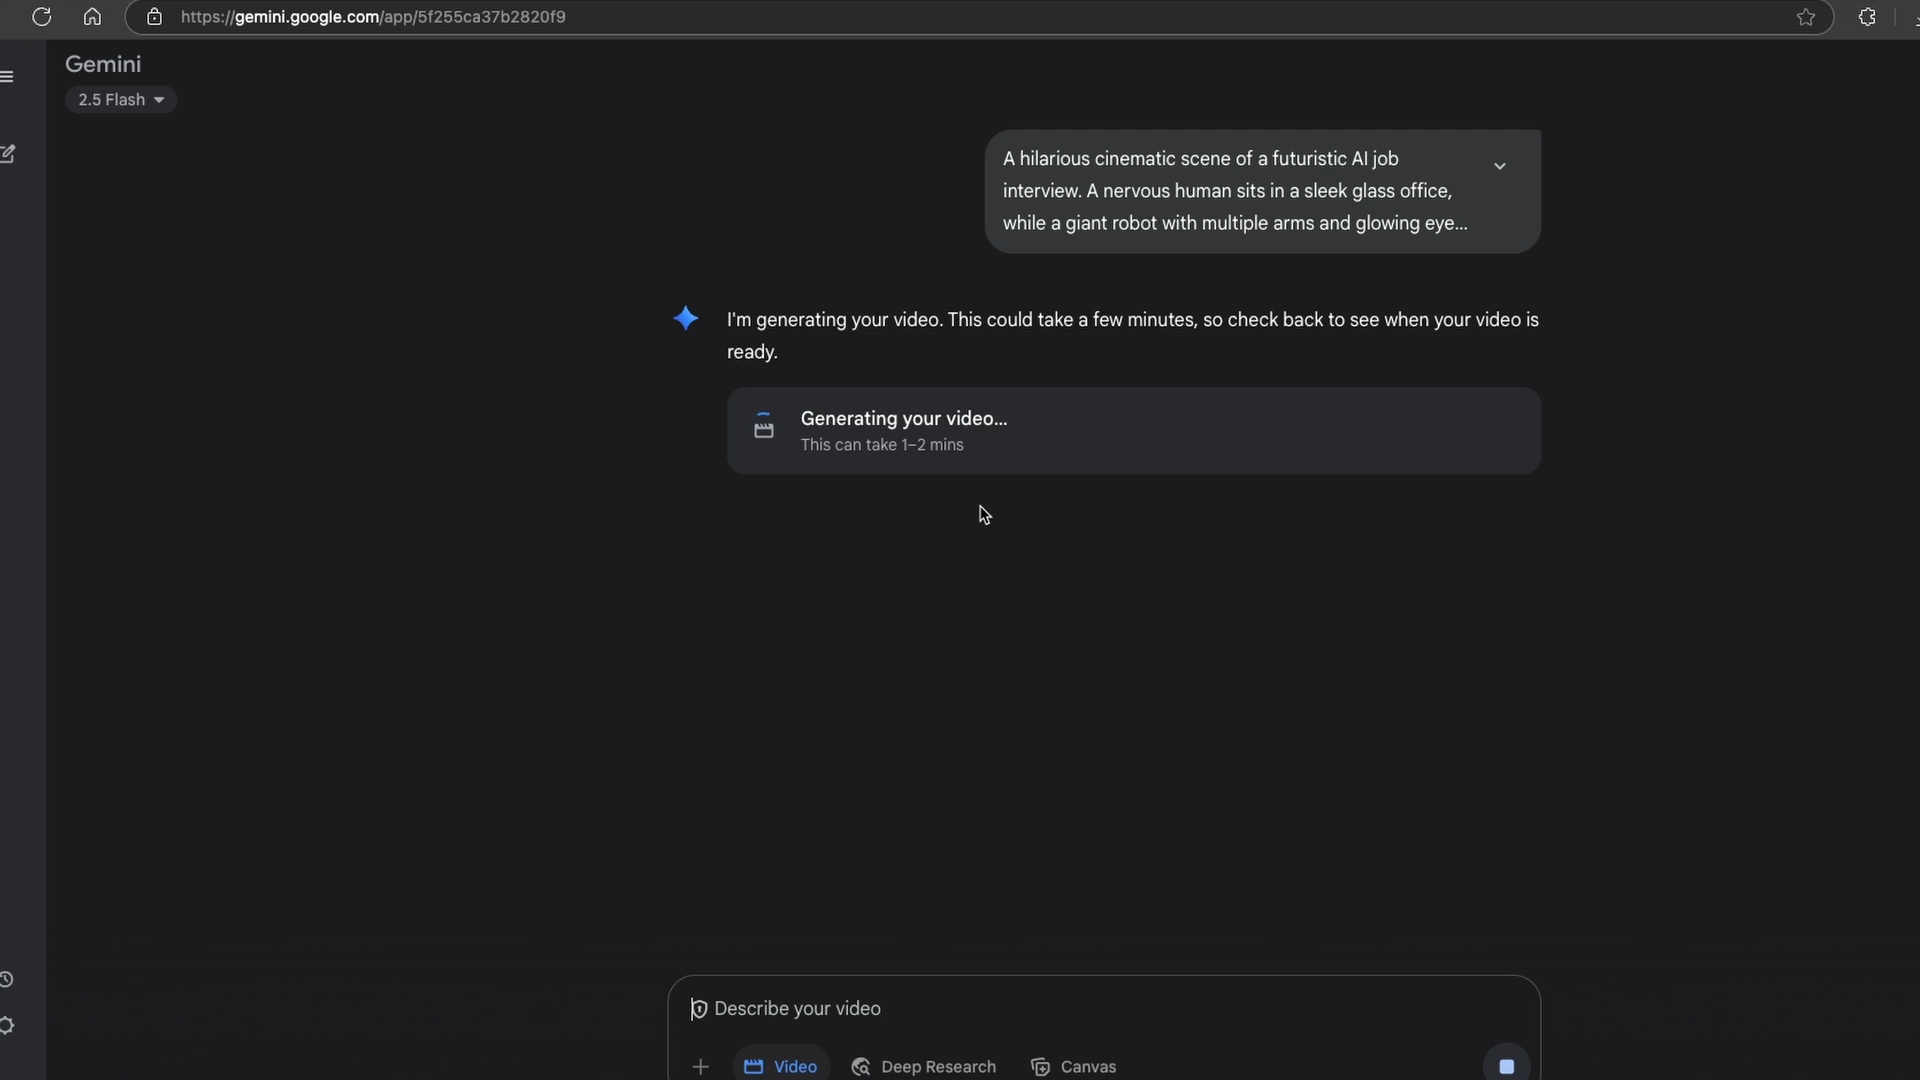 https://gemini.google.com/app/5f255ca37b2820f9
Gemini
2.5 Flash
A hilarious cinematic scene of a futuristic AI job
interview. A nervous human sits in a sleek glass office,
while a giant robot with multiple arms and glowing eye...
I'm generating your video. This could take a few minutes, so check back to see when your video is
ready.
Generating your video...
This can take 1–2 mins
Describe your video
Video
Deep Research
Canvas